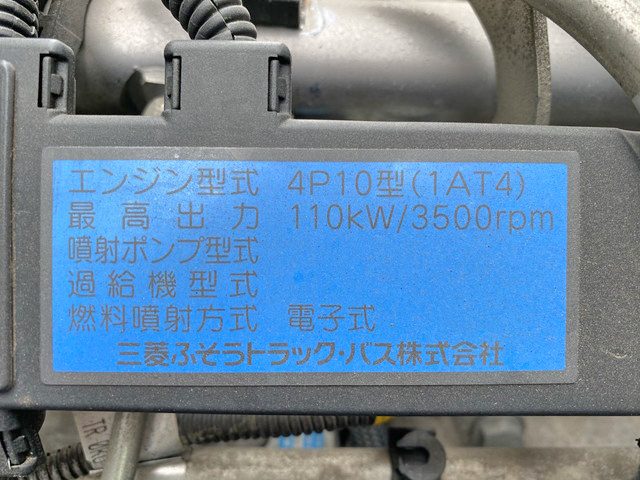 エンジン型式 4P10型(1AT4)
最高出力 110kW/3500rpm
噴射ポンプ型式
過給機型式
燃料噴射方式 電子式
三菱ふそうトラック・バス株式会社